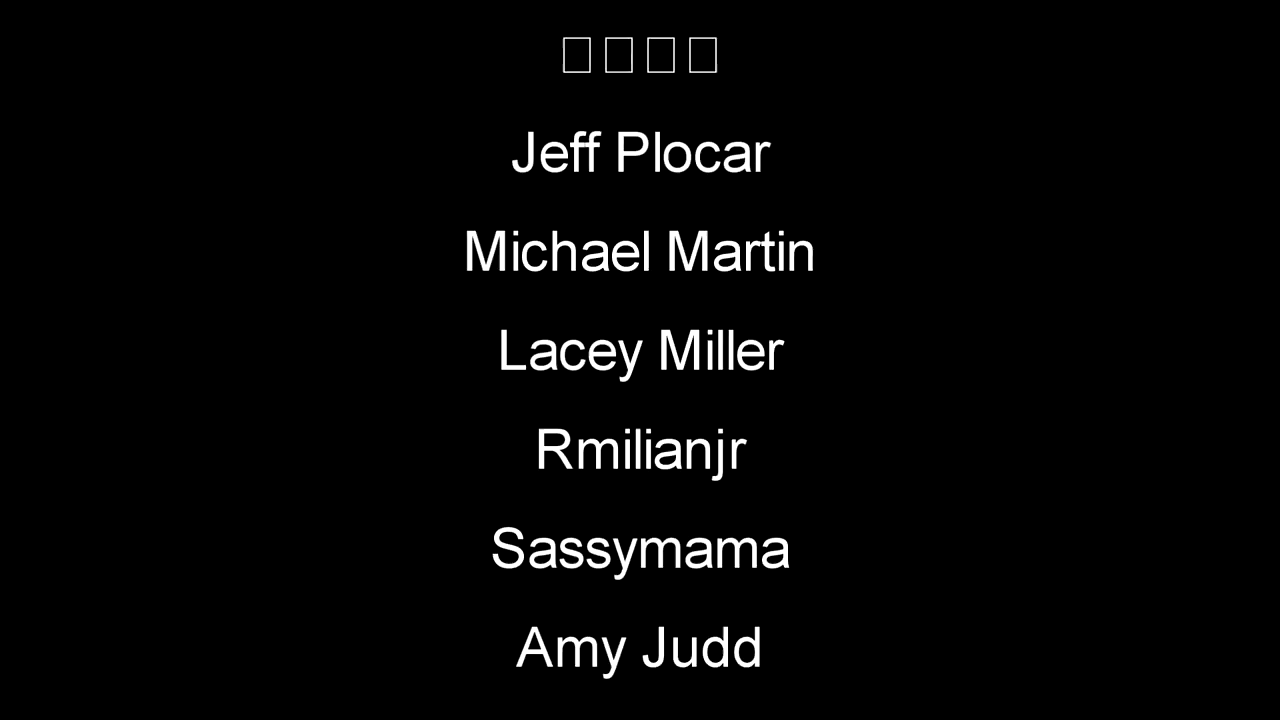 Jeff Plocar
Michael Martin
Lacey Miller
Rmilianjr
Sassymama
Amy Judd